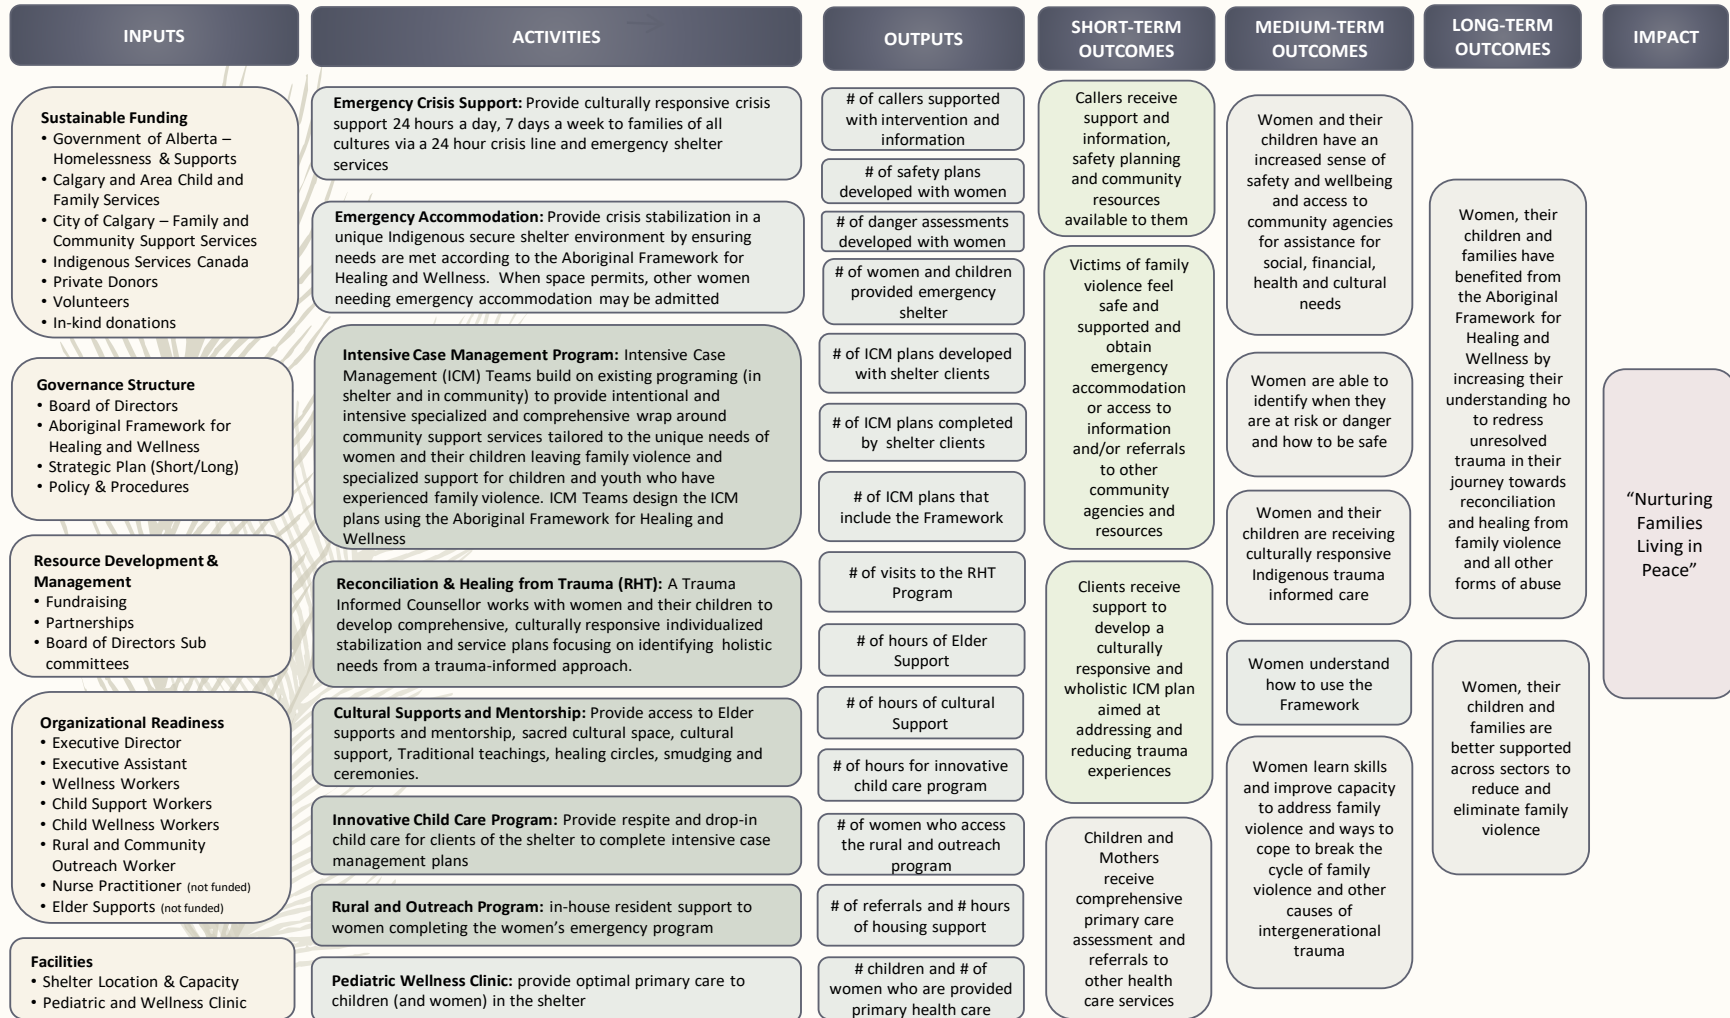 INPUTS
ACTIVITIES
OUTPUTS
SHORT-TERM
OUTCOMES
MEDIUM-TERM
OUTCOMES
LONG-TERM
OUTCOMES
IMPACT
Sustainable Funding
• Government of Alberta –
Homelessness & Supports
• Calgary and Area Child and
Family Services
• City of Calgary – Family and
Community Support Services
• Indigenous Services Canada
• Private Donors
• Volunteers
• In-kind donations
Governance Structure
• Board of Directors
• Aboriginal Framework for
Healing and Wellness
• Strategic Plan (Short/Long)
• Policy & Procedures
Resource Development &
Management
• Fundraising
• Partnerships
• Board of Directors Sub
committees
Organizational Readiness
• Executive Director
• Executive Assistant
• Wellness Workers
• Child Support Workers
• Child Wellness Workers
• Rural and Community
Outreach Worker
• Nurse Practitioner (not funded)
• Elder Supports (not funded)
Facilities
• Shelter Location & Capacity
• Pediatric and Wellness Clinic
Emergency Crisis Support: Provide culturally responsive crisis
support 24 hours a day, 7 days a week to families of all
cultures via a 24 hour crisis line and emergency shelter
services
Emergency Accommodation: Provide crisis stabilization in a
unique Indigenous secure shelter environment by ensuring
needs are met according to the Aboriginal Framework for
Healing and Wellness. When space permits, other women
needing emergency accommodation may be admitted
Intensive Case Management Program: Intensive Case
Management (ICM) Teams build on existing programing (in
shelter and in community) to provide intentional and
intensive specialized and comprehensive wrap around
community support services tailored to the unique needs of
women and their children leaving family violence and
specialized support for children and youth who have
experienced family violence. ICM Teams design the ICM
plans using the Aboriginal Framework for Healing and
Wellness
Reconciliation & Healing from Trauma (RHT): A Trauma
Informed Counsellor works with women and their children to
develop comprehensive, culturally responsive individualized
stabilization and service plans focusing on identifying holistic
needs from a trauma-informed approach.
Cultural Supports and Mentorship: Provide access to Elder
supports and mentorship, sacred cultural space, cultural
support, Traditional teachings, healing circles, smudging and
ceremonies.
Innovative Child Care Program: Provide respite and drop-in
child care for clients of the shelter to complete intensive case
management plans
Rural and Outreach Program: in-house resident support to
women completing the women's emergency program
Pediatric Wellness Clinic: provide optimal primary care to
children (and women) in the shelter
# of callers supported
with intervention and
information
# of safety plans
developed with women
# of danger assessments
developed with women
# of women and children
provided emergency
shelter
# of ICM plans developed
with shelter clients
# of ICM plans completed
by shelter clients
# of ICM plans that
include the Framework
# of visits to the RHT
Program
# of hours of Elder
Support
# of hours of cultural
Support
# of hours for innovative
child care program
# of women who access
the rural and outreach
program
# of referrals and # hours
of housing support
# children and # of
women who are provided
primary health care
Callers receive
support and
information,
safety planning
and community
resources
available to them
Victims of family
violence feel
safe and
supported and
obtain
emergency
accommodation
or access to
information
and/or referrals
to other
community
agencies and
resources
Clients receive
support to
develop a
culturally
responsive and
wholistic ICM plan
aimed at
addressing and
reducing trauma
experiences
Children and
Mothers
receive
comprehensive
primary care
assessment and
referrals to
other health
care services
Women and their
children have an
increased sense of
safety and wellbeing
and access to
community agencies
for assistance for
social, financial,
health and cultural
needs
Women are able to
identify when they
are at risk or danger
and how to be safe
Women and their
children are receiving
culturally responsive
Indigenous trauma
informed care
Women understand
how to use the
Framework
Women learn skills
and improve capacity
to address family
violence and ways to
cope to break the
cycle of family
violence and other
causes of
intergenerational
trauma
Women, their
children and
families have
benefited from
the Aboriginal
Framework for
Healing and
Wellness by
increasing their
understanding ho
to redress
unresolved
trauma in their
journey towards
reconciliation
and healing from
family violence
and all other
forms of abuse
Women, their
children and
families are
better supported
across sectors to
reduce and
eliminate family
violence
“Nurturing
Families
Living in
Peace”